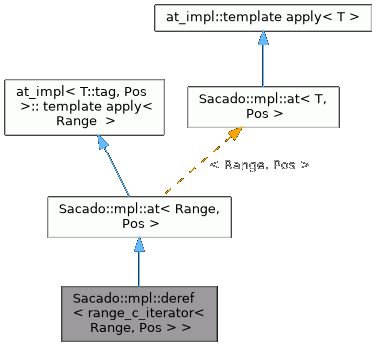 at_impl::template apply< T >
at_impl< T::tag, Pos
>:: template apply<
Range  >
Sacado::mpl::at< T,
Pos >
< Range, Pos >
Sacado::mpl::at< Range,
Pos >
Sacado::mpl::deref
< range_c_iterator<
Range, Pos > >